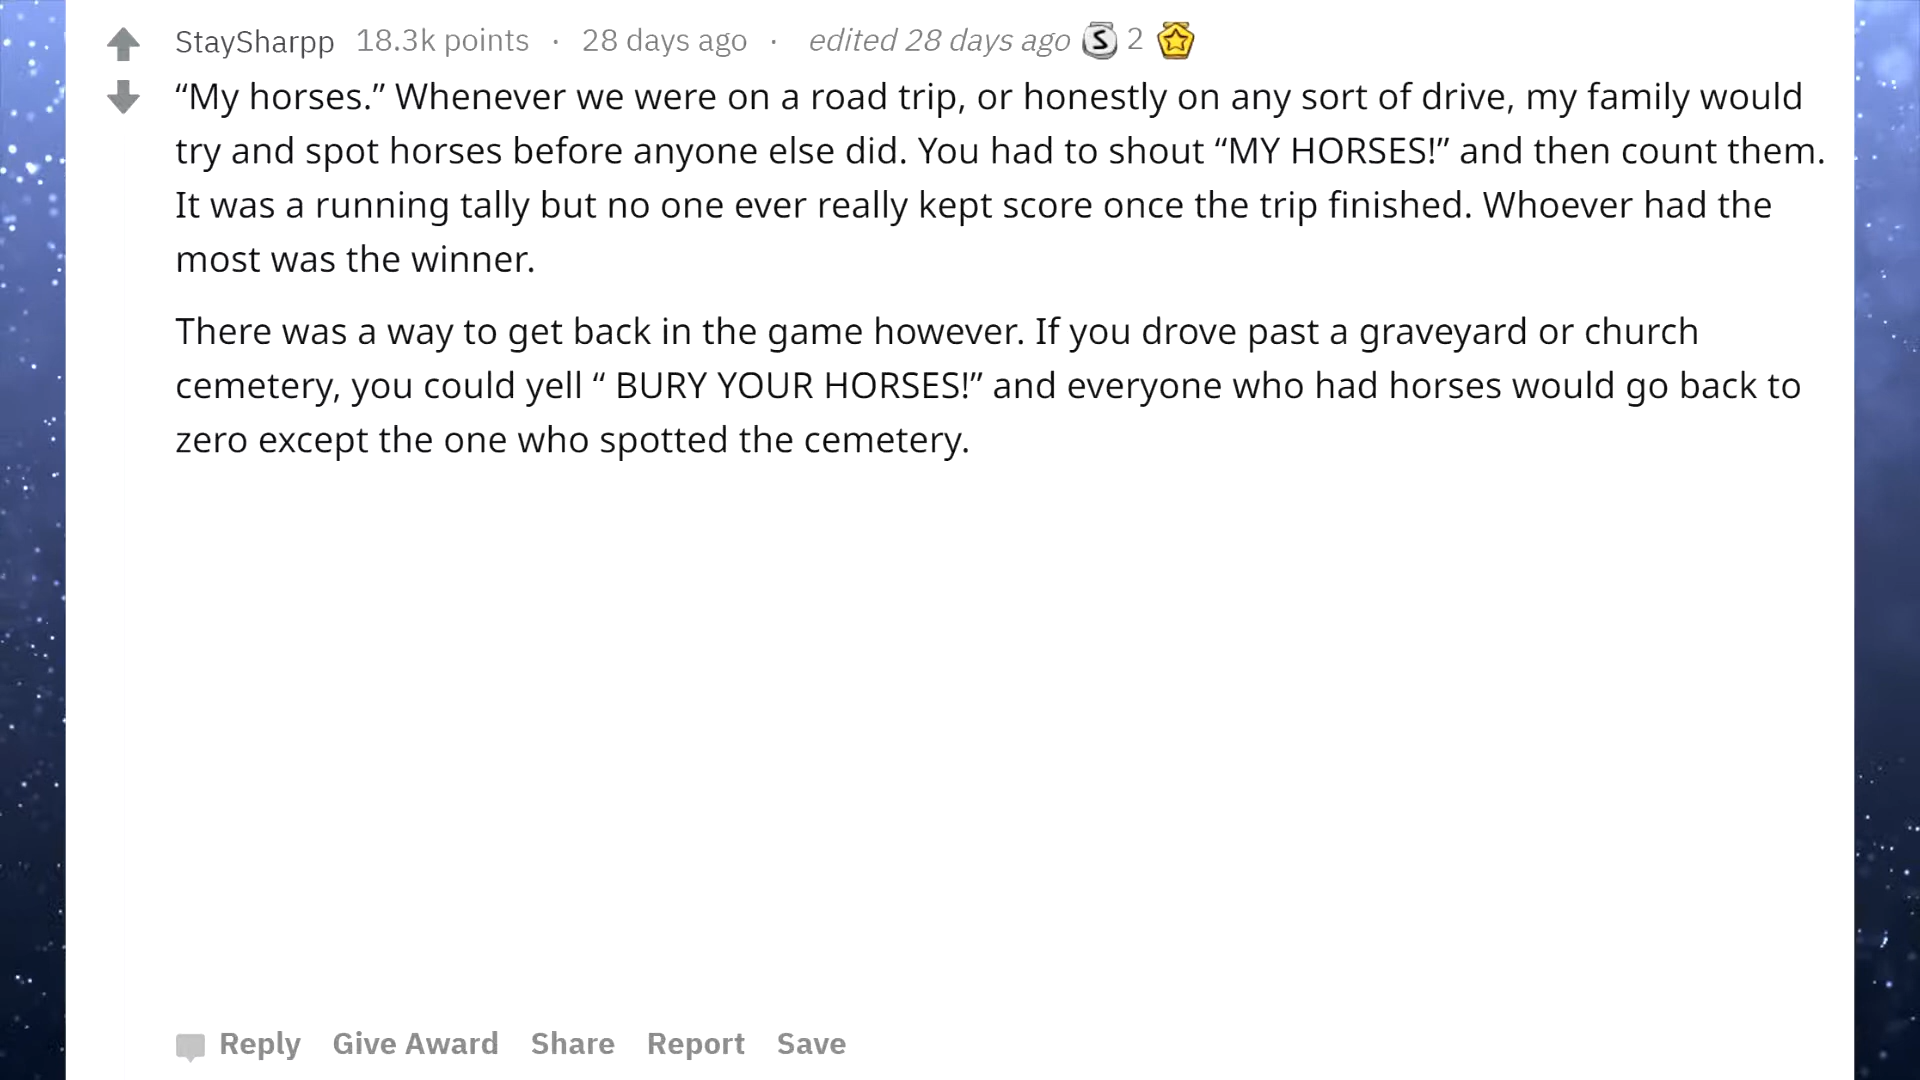 StaySharpp 18.3k points · 28 days ago · edited 28 days ago S 2
“My horses.” Whenever we were on a road trip, or honestly on any sort of drive, my family would
try and spot horses before anyone else did. You had to shout “MY HORSES!” and then count them.
It was a running tally but no one ever really kept score once the trip finished. Whoever had the
most was the winner.
There was a way to get back in the game however. If you drove past a graveyard or church
cemetery, you could yell “ BURY YOUR HORSES!” and everyone who had horses would go back to
zero except the one who spotted the cemetery.
Reply Give Award Share Report Save